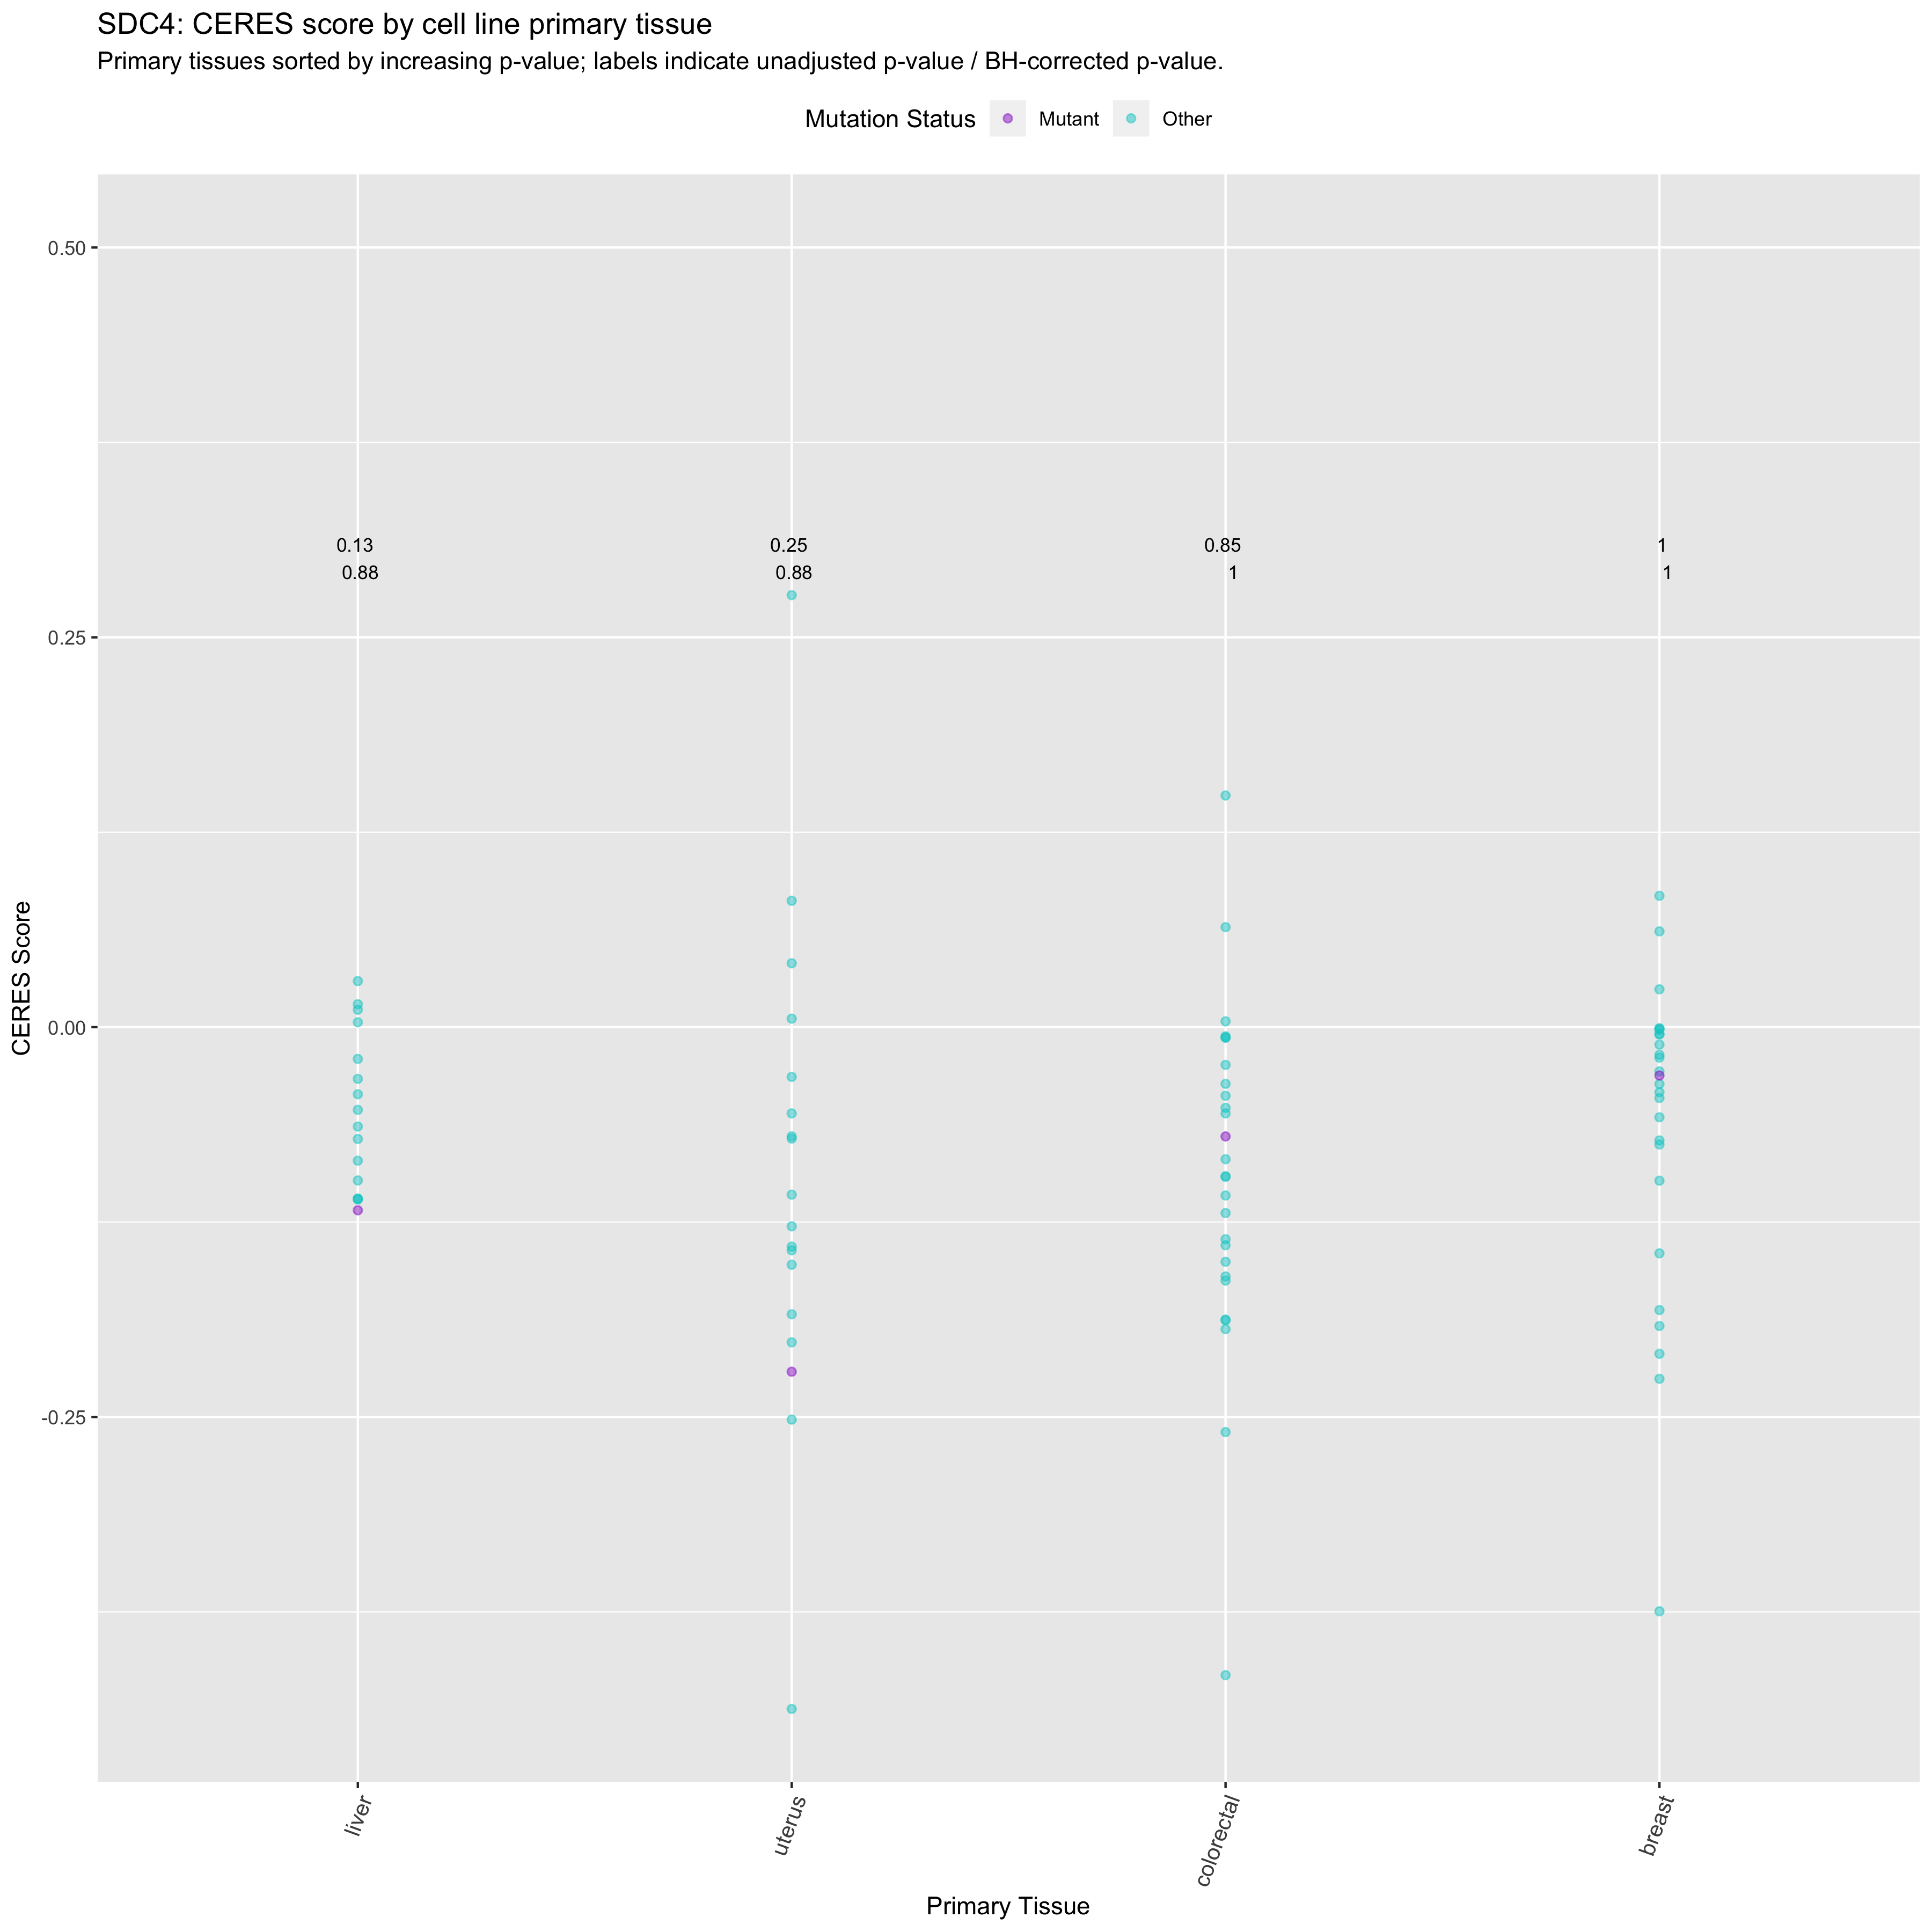 SDC4: CERES score by cell line primary tissue
Primary tissues sorted by increasing p-value; labels indicate unadjusted p-value / BH-corrected p-value.
Mutation Status Mutant Other
0.50
0.13 0.25 0.85 1
0.88 0.88 1 1
0.25
0.00
-0.25
CERES Score
liver uterus colorectal breast
Primary Tissue